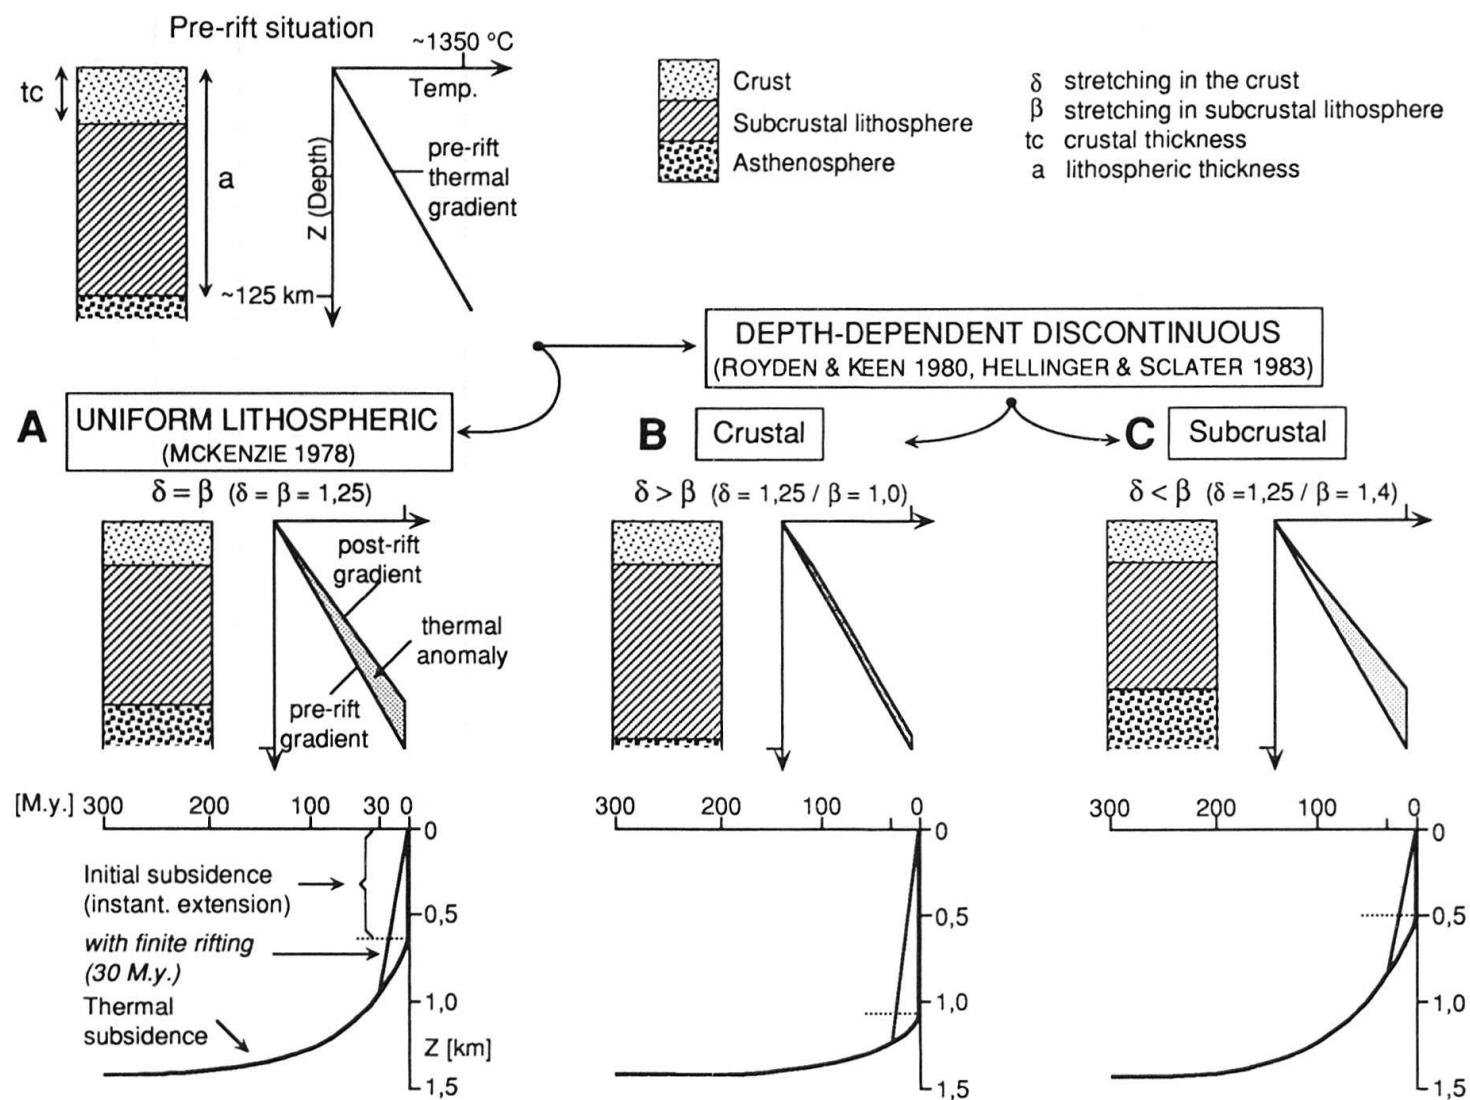 Pre-rift situation
~1350 °C
Temp.
tc
a
Z (Depth)
pre-rift
thermal
gradient
~125 km
Crust
Subcrustal lithosphere
Asthenosphere
δ stretching in the crust
β stretching in subcrustal lithosphere
tc crustal thickness
a lithospheric thickness
DEPTH-DEPENDENT DISCONTINUOUS
(ROYDEN & KEEN 1980, HELLINGER & SCLATER 1983)
A
UNIFORM LITHOSPHERIC
(MCKENZIE 1978)
δ = β (δ = β = 1,25)
post-rift
gradient
thermal
anomaly
pre-rift
gradient
B
Crustal
δ > β (δ = 1,25 / β = 1,0)
C
Subcrustal
δ < β (δ =1,25 / β = 1,4)
[M.y.] 300 200 100 30 0
0
0,5
1,0
Z [km]
1,5
Initial subsidence
(instant. extension)
with finite rifting
(30 M.y.)
Thermal
subsidence
300 200 100 0
0
0,5
1,0
1,5
300 200 100 0
0
0,5
1,0
1,5